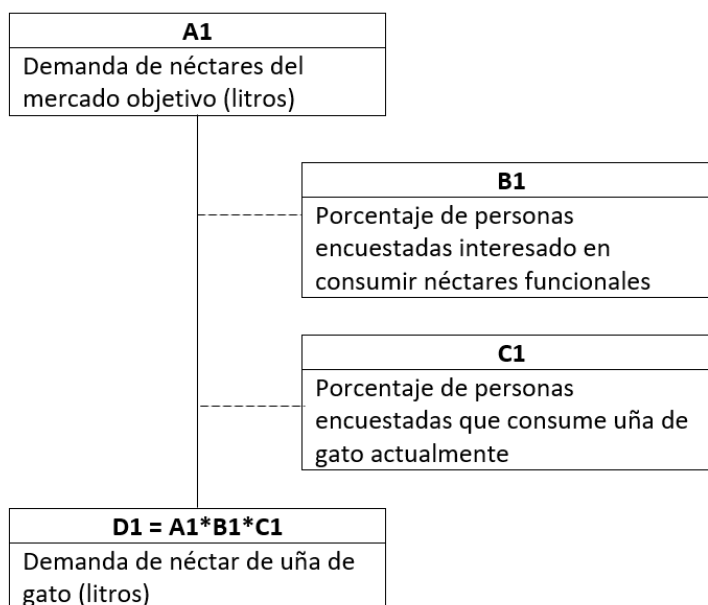 A1
Demanda de néctares del
mercado objetivo (litros)
B1
Porcentaje de personas
encuestadas interesado en
consumir néctares funcionales
C1
Porcentaje de personas
encuestadas que consume uña de
gato actualmente
D1 = A1*B1*C1
Demanda de néctar de uña de
gato (litros)